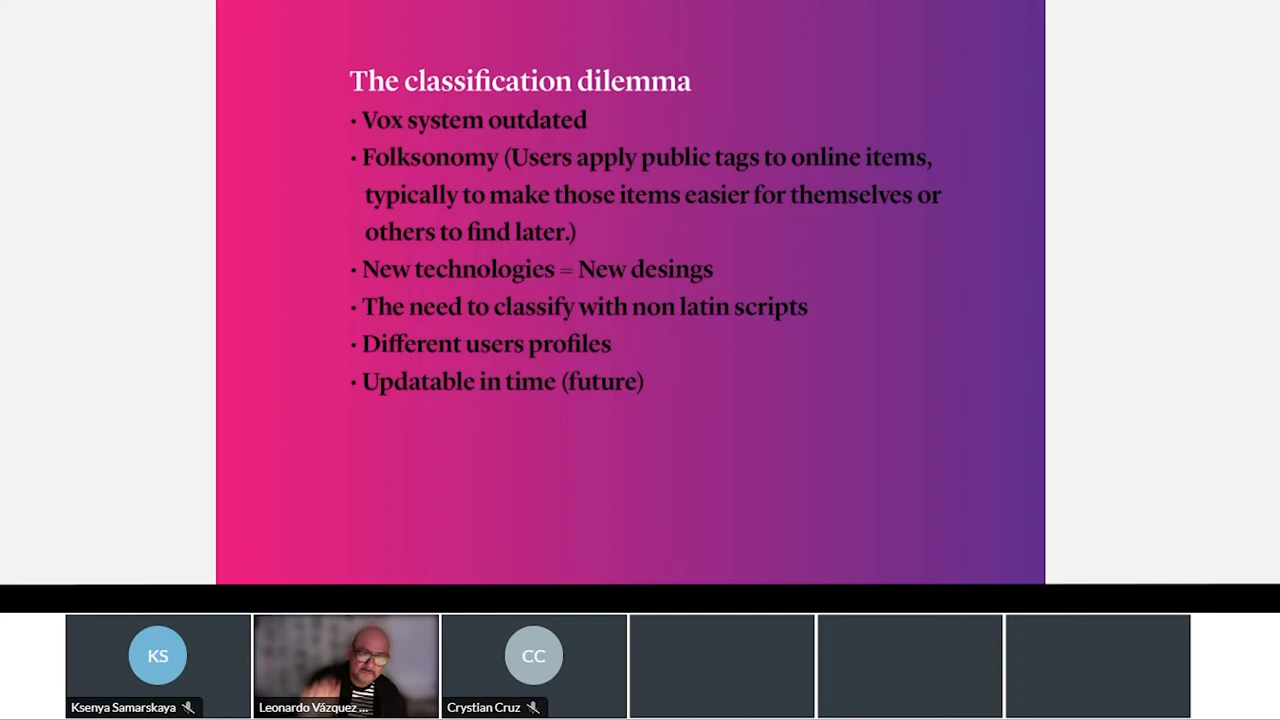 The classification dilemma
· Vox system outdated
· Folksonomy (Users apply public tags to online items,
typically to make those items easier for themselves or
others to find later.)
· New technologies = New desings
· The need to classify with non latin scripts
· Different users profiles
· Updatable in time (future)
KS
CC
Ksenya Samarskaya
Leonardo Vázquez ...
Crystian Cruz